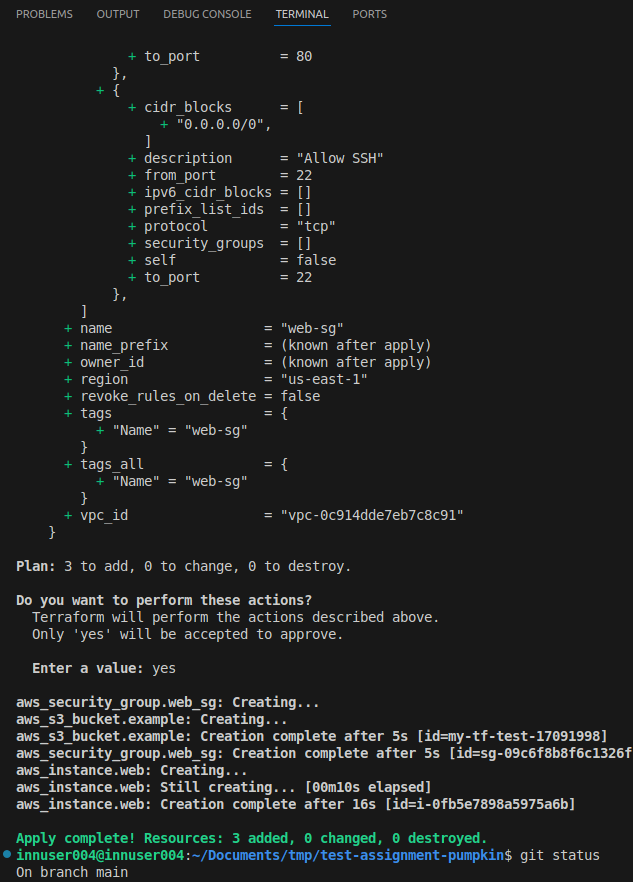 PROBLEMS OUTPUT DEBUG CONSOLE TERMINAL PORTS
+ to_port = 80
},
+ {
+ cidr_blocks = [
+ "0.0.0.0/0",
]
+ description = "Allow SSH"
+ from_port = 22
+ ipv6_cidr_blocks = []
+ prefix_list_ids = []
+ protocol = "tcp"
+ security_groups = []
+ self = false
+ to_port = 22
},
]
+ name = "web-sg"
+ name_prefix = (known after apply)
+ owner_id = (known after apply)
+ region = "us-east-1"
+ revoke_rules_on_delete = false
+ tags = {
+ "Name" = "web-sg"
}
+ tags_all = {
+ "Name" = "web-sg"
}
+ vpc_id = "vpc-0c914dde7eb7c8c91"
}
Plan: 3 to add, 0 to change, 0 to destroy.
Do you want to perform these actions?
Terraform will perform the actions described above.
Only 'yes' will be accepted to approve.
Enter a value: yes
aws_security_group.web_sg: Creating...
aws_s3_bucket.example: Creating...
aws_s3_bucket.example: Creation complete after 5s [id=my-tf-test-17091998]
aws_security_group.web_sg: Creation complete after 5s [id=sg-09c6f8b8f6c1326f
aws_instance.web: Creating...
aws_instance.web: Still creating... [00m10s elapsed]
aws_instance.web: Creation complete after 16s [id=i-0fb5e7898a5975a6b]
Apply complete! Resources: 3 added, 0 changed, 0 destroyed.
innuser004@innuser004:~/Documents/tmp/test-assignment-pumpkin$ git status
On branch main